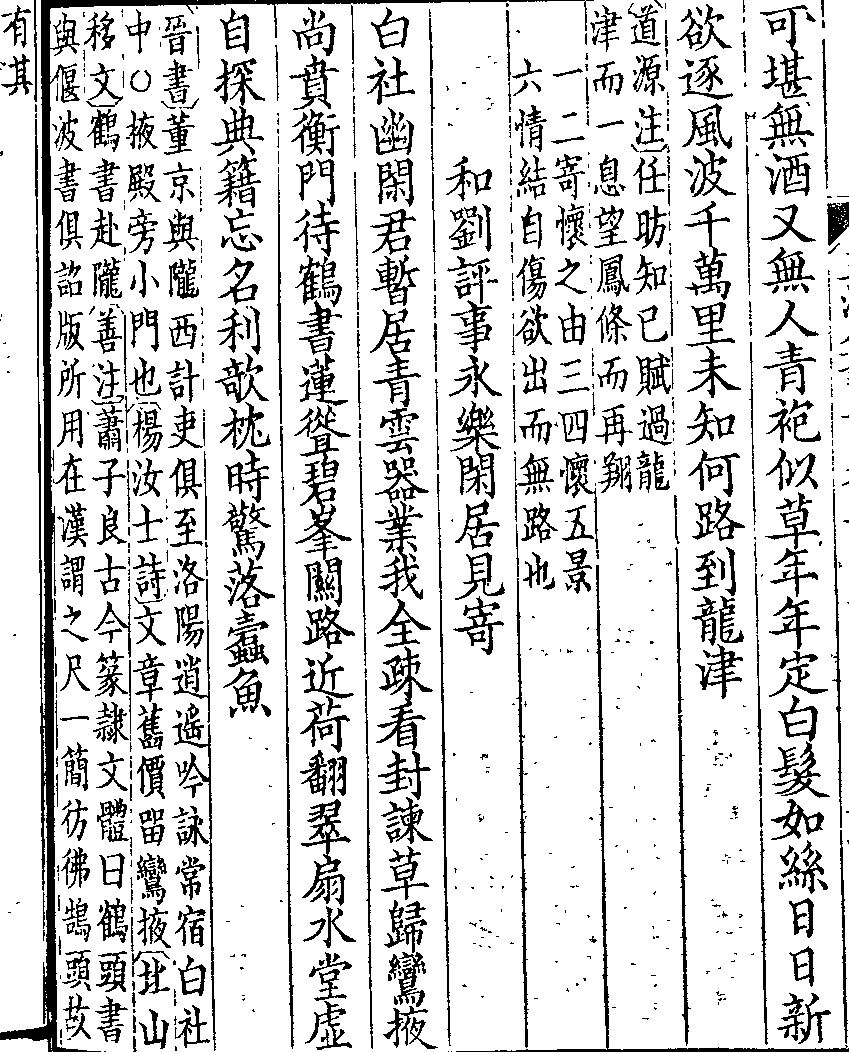 可堪無酒又無人青袍似草年年定白髮如絲日日新
欲逐風波千萬里未知何路到龍津
道源注任昉知己賦過龍
津而一息望鳳條而再翔
一二寄懷之由三四懷五景
六情結自傷欲出而無路也
和劉評事永樂閑居見寄
白社幽閑君暫居青雲器業我全疎看封諫草歸鸞掖
尚賁衡門待鶴書蓮聳碧峯關路近荷翻翠扇水堂虛
自探典籍忘名利欹枕時驚落蠹魚
晉書董京與隴西計吏俱至洛陽逍遥吟詠常宿白社
中○掖殿旁小門也楊汝士詩文章舊價留鸞掖北山
移文鶴書赴隴善注蕭子良古今篆隷文體曰鶴頭書
與偃波書俱詔版所用在漢謂之尺一簡彷彿鵠頭故
有其